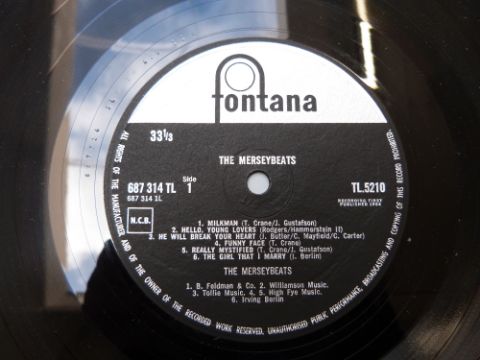 fontana
33⅓
THE MERSEYBEATS
687 314 TL
Side
1
TL.5210
687 314 1L
RECORDING FIRST
PUBLISHED 1964
N.C.B.
1. MILKMAN (T. Crane/J. Gustafson)
2. HELLO, YOUNG LOVERS (Rodgers/Hammerstein II)
3. HE WILL BREAK YOUR HEART (J. Butler/C. Mayfield/C. Carter)
4. FUNNY FACE (T. Crane)
5. REALLY MYSTIFIED (T. Crane/J. Gustafson)
6. THE GIRL THAT I MARRY (I. Berlin)
THE MERSEYBEATS
1. B. Feldman & Co. 2. Williamson Music.
3. Tollie Music. 4. 5. High Fye Music.
6. Irving Berlin
ALL RIGHTS OF THE MANUFACTURER AND OF THE OWNER OF THE RECORDED WORK RESERVED. UNAUTHORISED PUBLIC PERFORMANCE, BROADCASTING AND COPYING OF THIS RECORD PROHIBITED.